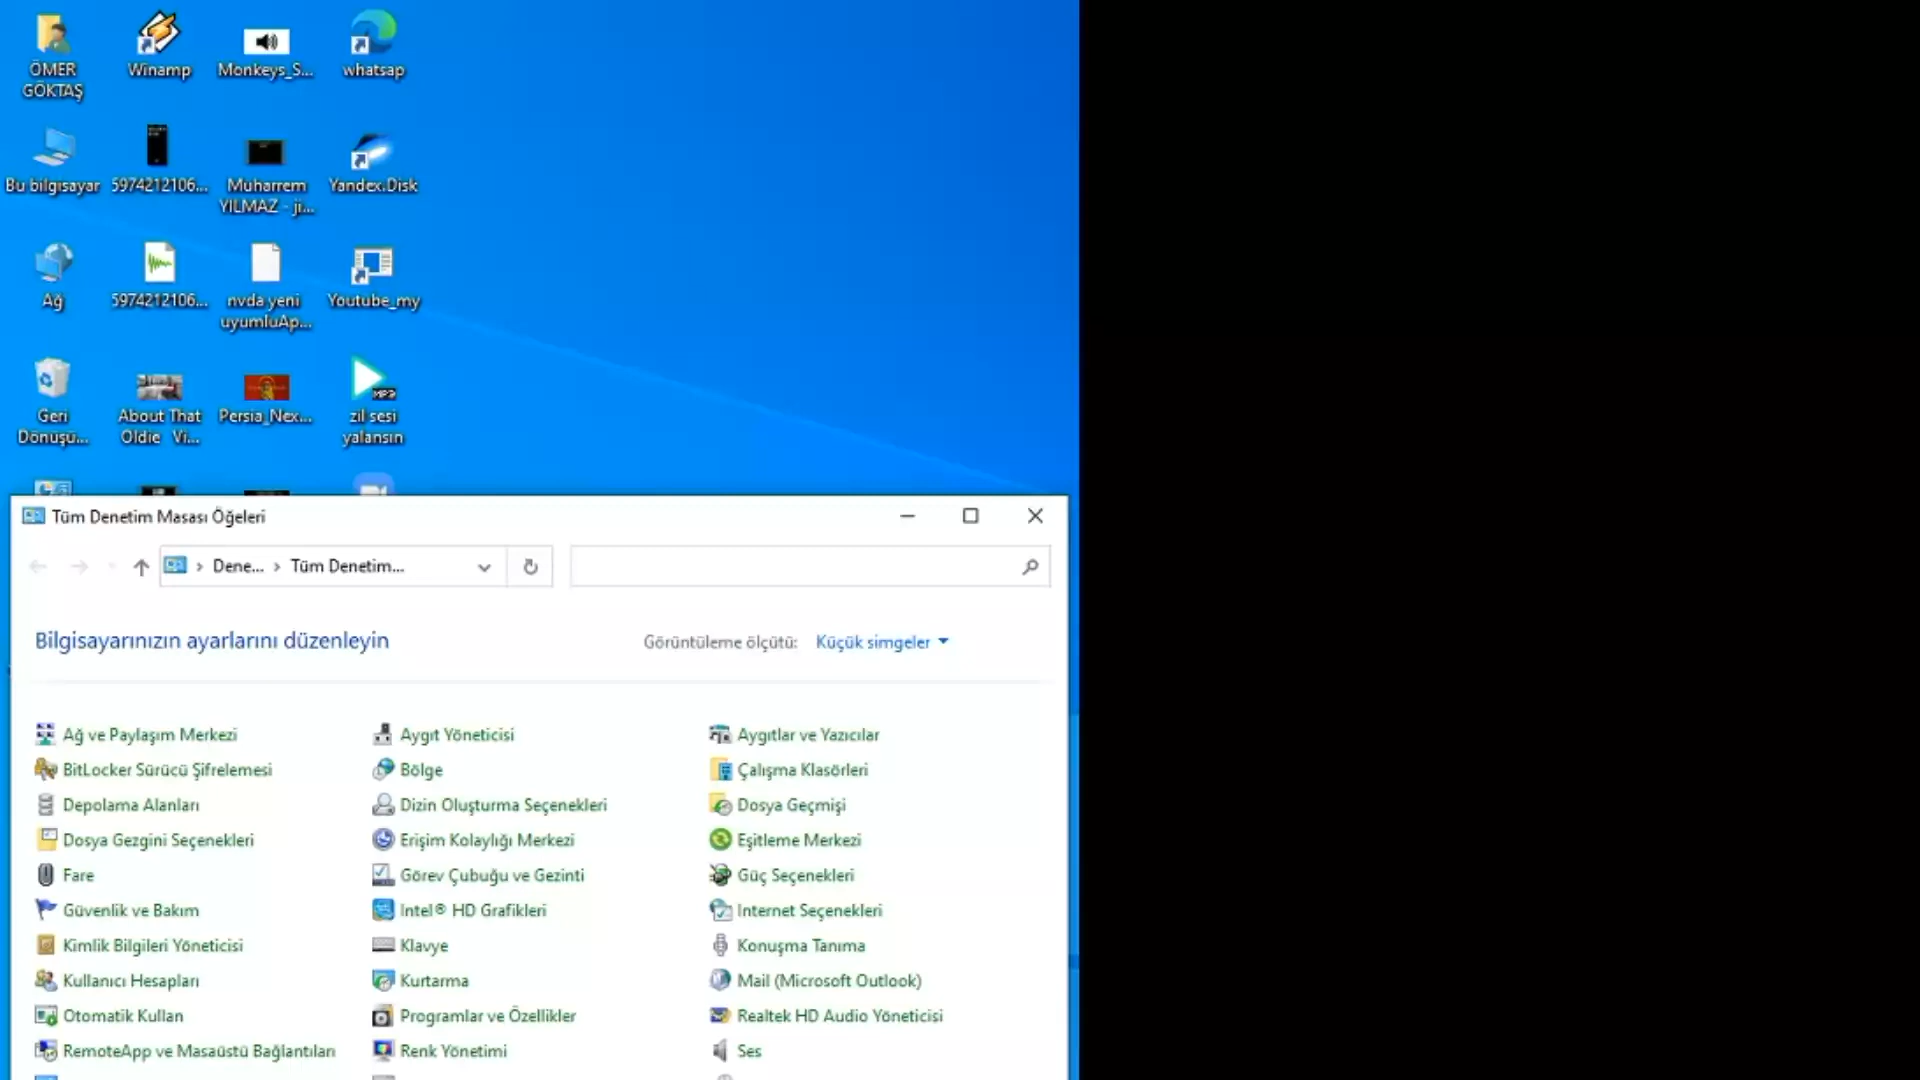 ÖMER
GÖKTAŞ
Winamp
Monkeys_S...
whatsap
Bu bilgisayar
5974212106...
Muharrem
YILMAZ - ji...
Yandex.Disk
Ağ
5974212106...
nvda yeni
uyumluAp...
Youtube_my
Geri
Dönüşü...
About That
Oldie Vi...
Persia_Nex...
MP3
zil sesi
yalansın
Tüm Denetim Masası Öğeleri
Dene... › Tüm Denetim...
Bilgisayarınızın ayarlarını düzenleyin
Görüntüleme ölçütü: Küçük simgeler
Ağ ve Paylaşım Merkezi
Aygıt Yöneticisi
Aygıtlar ve Yazıcılar
BitLocker Sürücü Şifrelemesi
Bölge
Çalışma Klasörleri
Depolama Alanları
Dizin Oluşturma Seçenekleri
Dosya Geçmişi
Dosya Gezgini Seçenekleri
Erişim Kolaylığı Merkezi
Eşitleme Merkezi
Fare
Görev Çubuğu ve Gezinti
Güç Seçenekleri
Güvenlik ve Bakım
Intel® HD Grafikleri
Internet Seçenekleri
Kimlik Bilgileri Yöneticisi
Klavye
Konuşma Tanıma
Kullanıcı Hesapları
Kurtarma
Mail (Microsoft Outlook)
Otomatik Kullan
Programlar ve Özellikler
Realtek HD Audio Yöneticisi
RemoteApp ve Masaüstü Bağlantıları
Renk Yönetimi
Ses